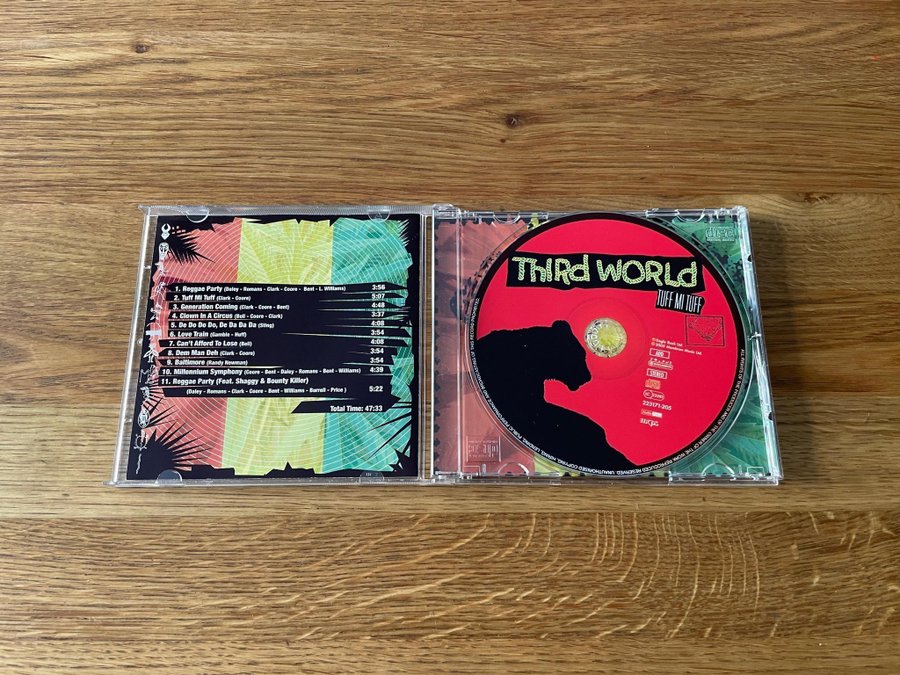 1. Reggae Party (Daley - Romans - Clark - Coore - Bent - L. Williams) 3:56
2. Tuff Mi Tuff (Clark - Coore) 5:07
3. Generation Coming (Clark - Coore - Bent) 4:48
4. Clown In A Circus (Bell - Coore - Clark) 3:37
5. Do Do Do Do, De Da Da Da (Sting) 4:08
6. Love Train (Gamble - Huff) 3:54
7. Can't Afford To Lose (Bell) 4:08
8. Dem Man Deh (Clark - Coore) 3:54
9. Baltimore (Randy Newman) 3:54
10. Millennium Symphony (Coore - Bent - Daley - Romans - Bent - Williams) 4:39
11. Reggae Party (Feat. Shaggy & Bounty Killer)
(Daley - Romans - Clark - Coore - Bent - Williams - Burrell - Price ) 5:22
Total Time: 47:33
THIRD WORLD
TUFF MI TUFF
STEREO
223171-205
mcps